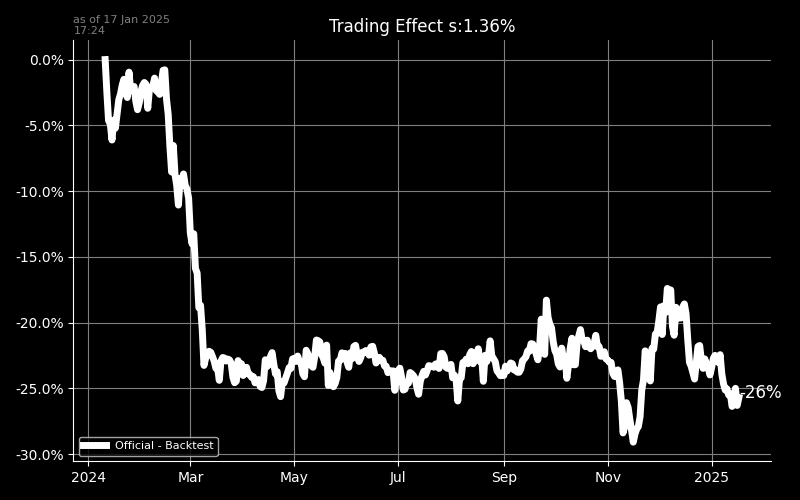 as of 17 Jan 2025
17:24
Trading Effect s:1.36%
0.0%
-5.0%
-10.0%
-15.0%
-20.0%
-25.0%
-30.0%
-26%
Official - Backtest
2024 Mar May Jul Sep Nov 2025